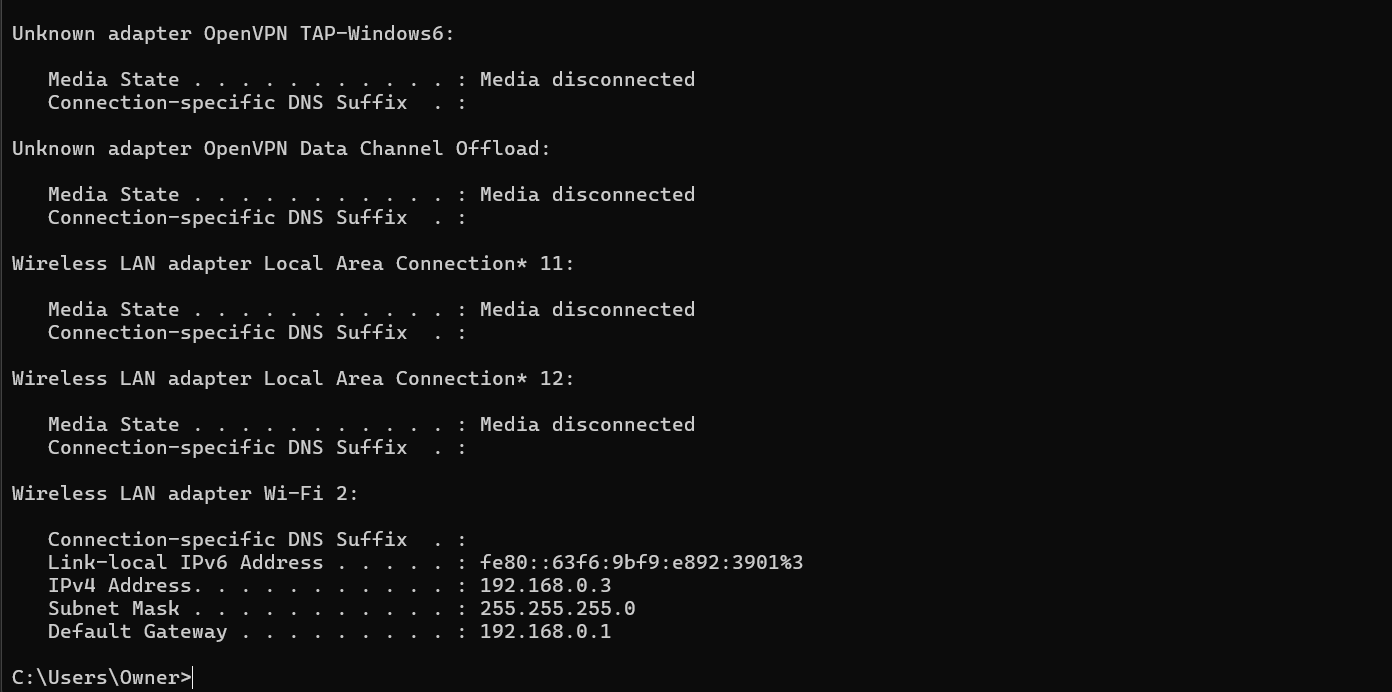 Unknown adapter OpenVPN TAP-Windows6:
Media State . . . . . . . . . . . : Media disconnected
Connection-specific DNS Suffix  . :
Unknown adapter OpenVPN Data Channel Offload:
Media State . . . . . . . . . . . : Media disconnected
Connection-specific DNS Suffix  . :
Wireless LAN adapter Local Area Connection* 11:
Media State . . . . . . . . . . . : Media disconnected
Connection-specific DNS Suffix  . :
Wireless LAN adapter Local Area Connection* 12:
Media State . . . . . . . . . . . : Media disconnected
Connection-specific DNS Suffix  . :
Wireless LAN adapter Wi-Fi 2:
Connection-specific DNS Suffix  . :
Link-local IPv6 Address . . . . . : fe80::63f6:9bf9:e892:3901%3
IPv4 Address. . . . . . . . . . . : 192.168.0.3
Subnet Mask . . . . . . . . . . . : 255.255.255.0
Default Gateway . . . . . . . . . : 192.168.0.1
C:\Users\Owner>